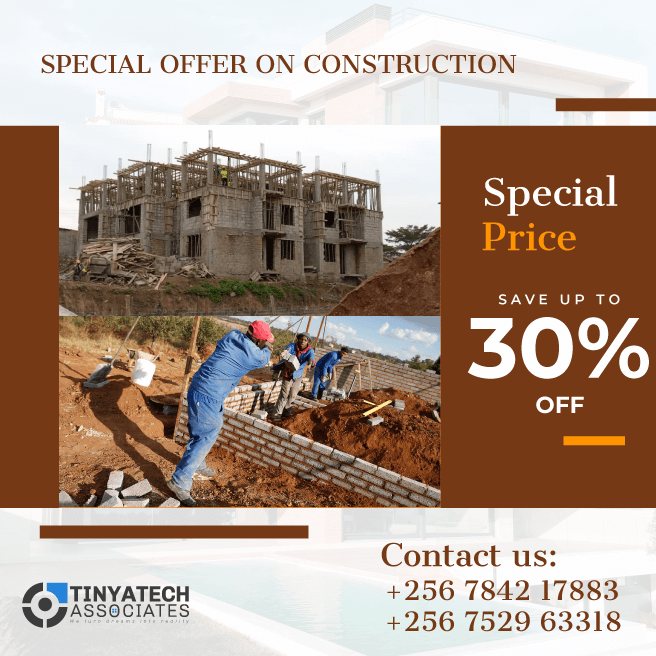 SPECIAL OFFER ON CONSTRUCTION
Special
Price
SAVE UP TO
30%
OFF
Contact us:
+256 7842 17883
+256 7529 63318
TINYATECH
ASSOCIATES
We turn dreams into reality